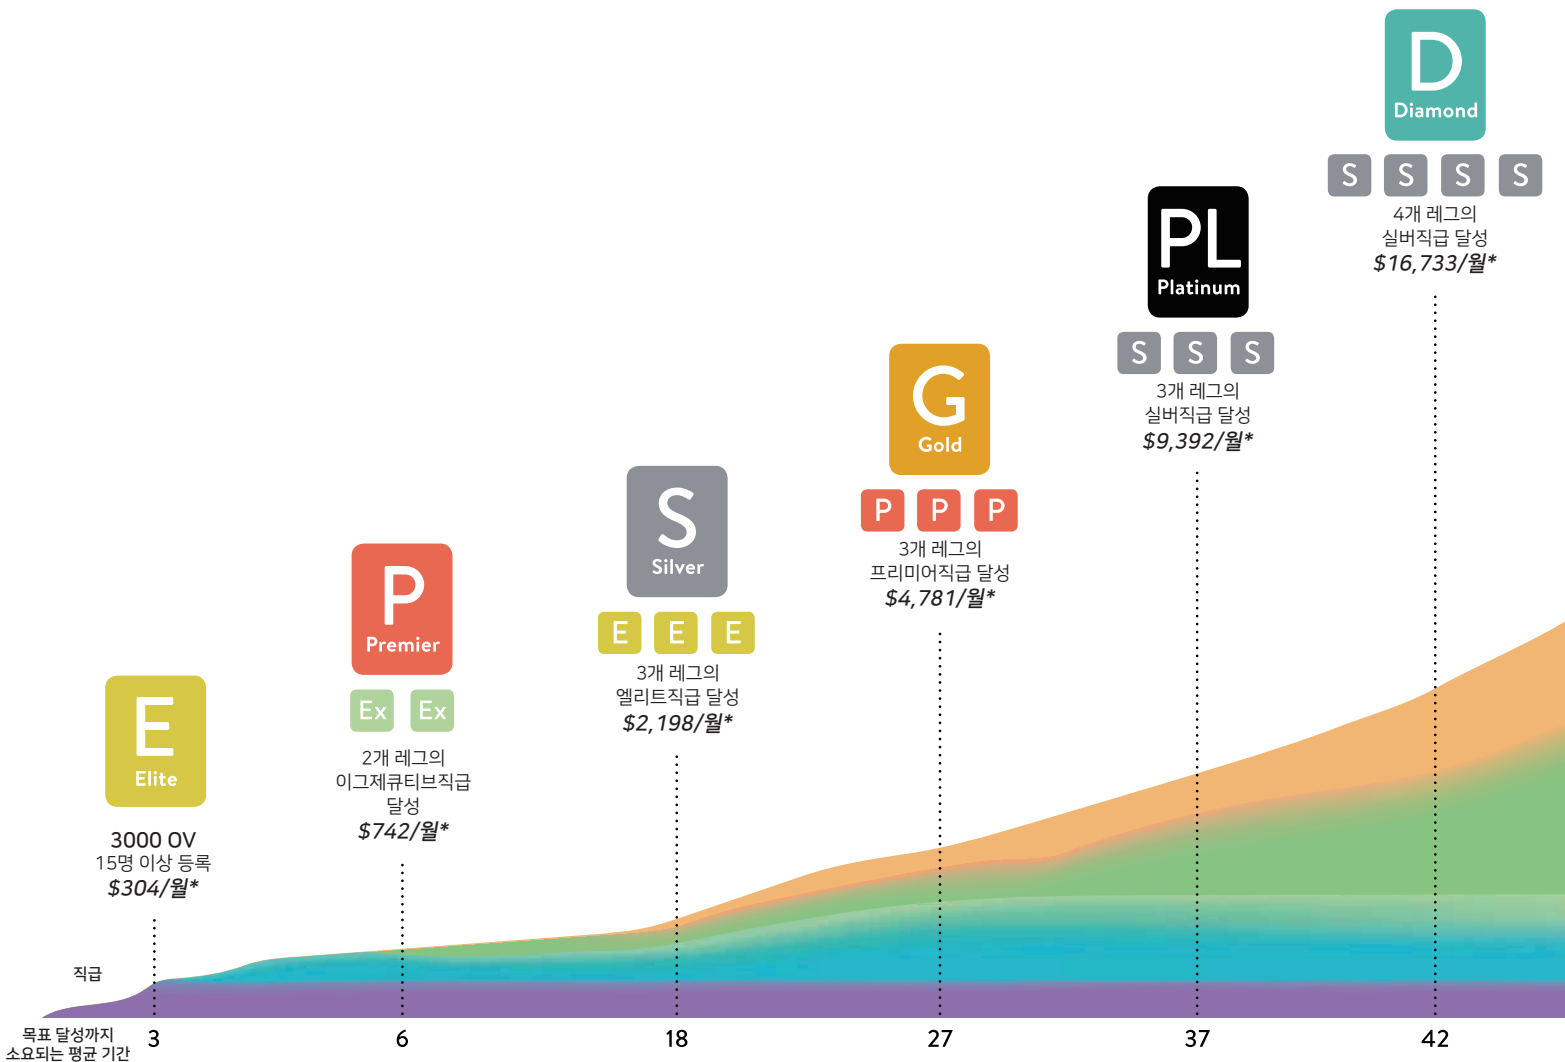 E
Elite
3000 OV
15명 이상 등록
$304/월*
P
Premier
Ex Ex
2개 레그의
이그제큐티브직급
달성
$742/월*
S
Silver
E E E
3개 레그의
엘리트직급 달성
$2,198/월*
G
Gold
P P P
3개 레그의
프리미어직급 달성
$4,781/월*
PL
Platinum
S S S
3개 레그의
실버직급 달성
$9,392/월*
D
Diamond
S S S S
4개 레그의
실버직급 달성
$16,733/월*
직급
목표 달성까지
소요되는 평균 기간
3 6 18 27 37 42